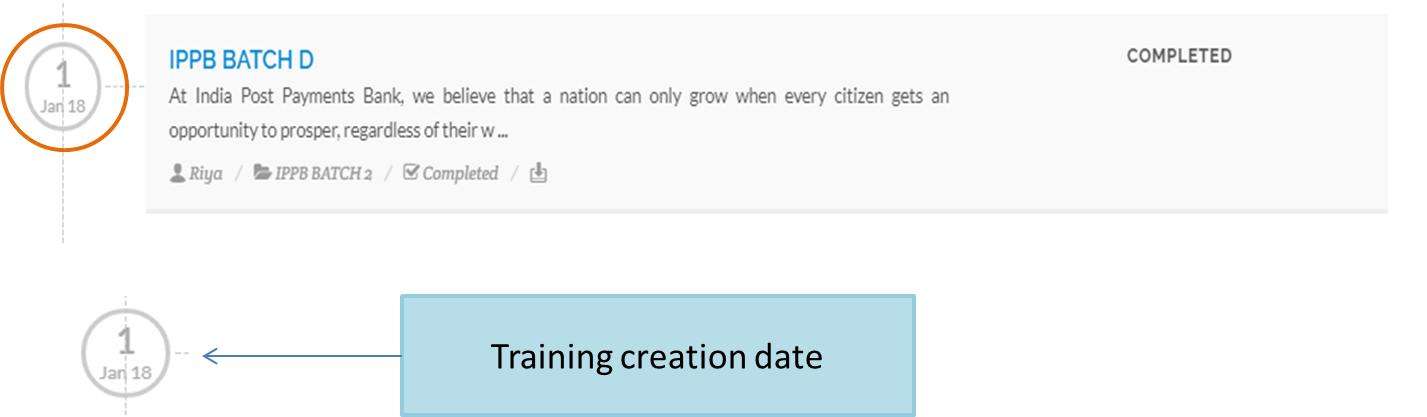 1
Jan 18
IPPB BATCH D
COMPLETED
At India Post Payments Bank, we believe that a nation can only grow when every citizen gets an
opportunity to prosper, regardless of their w ...
Riya / IPPB BATCH 2 / Completed /
1
Jan 18
Training creation date